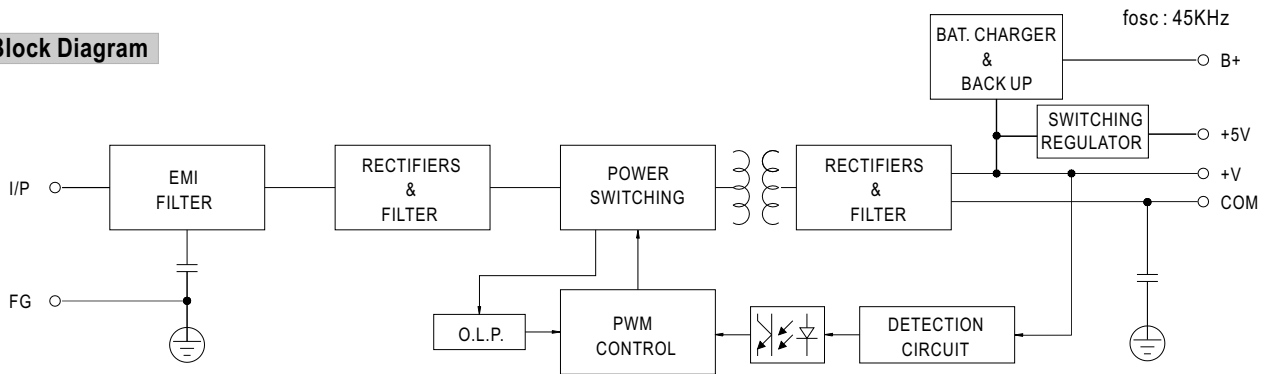 Block Diagram
fosc : 45KHz
BAT. CHARGER
&
BACK UP
B+
SWITCHING
REGULATOR
+5V
I/P
EMI
FILTER
RECTIFIERS
&
FILTER
POWER
SWITCHING
RECTIFIERS
&
FILTER
+V
COM
FG
O.L.P.
PWM
CONTROL
DETECTION
CIRCUIT